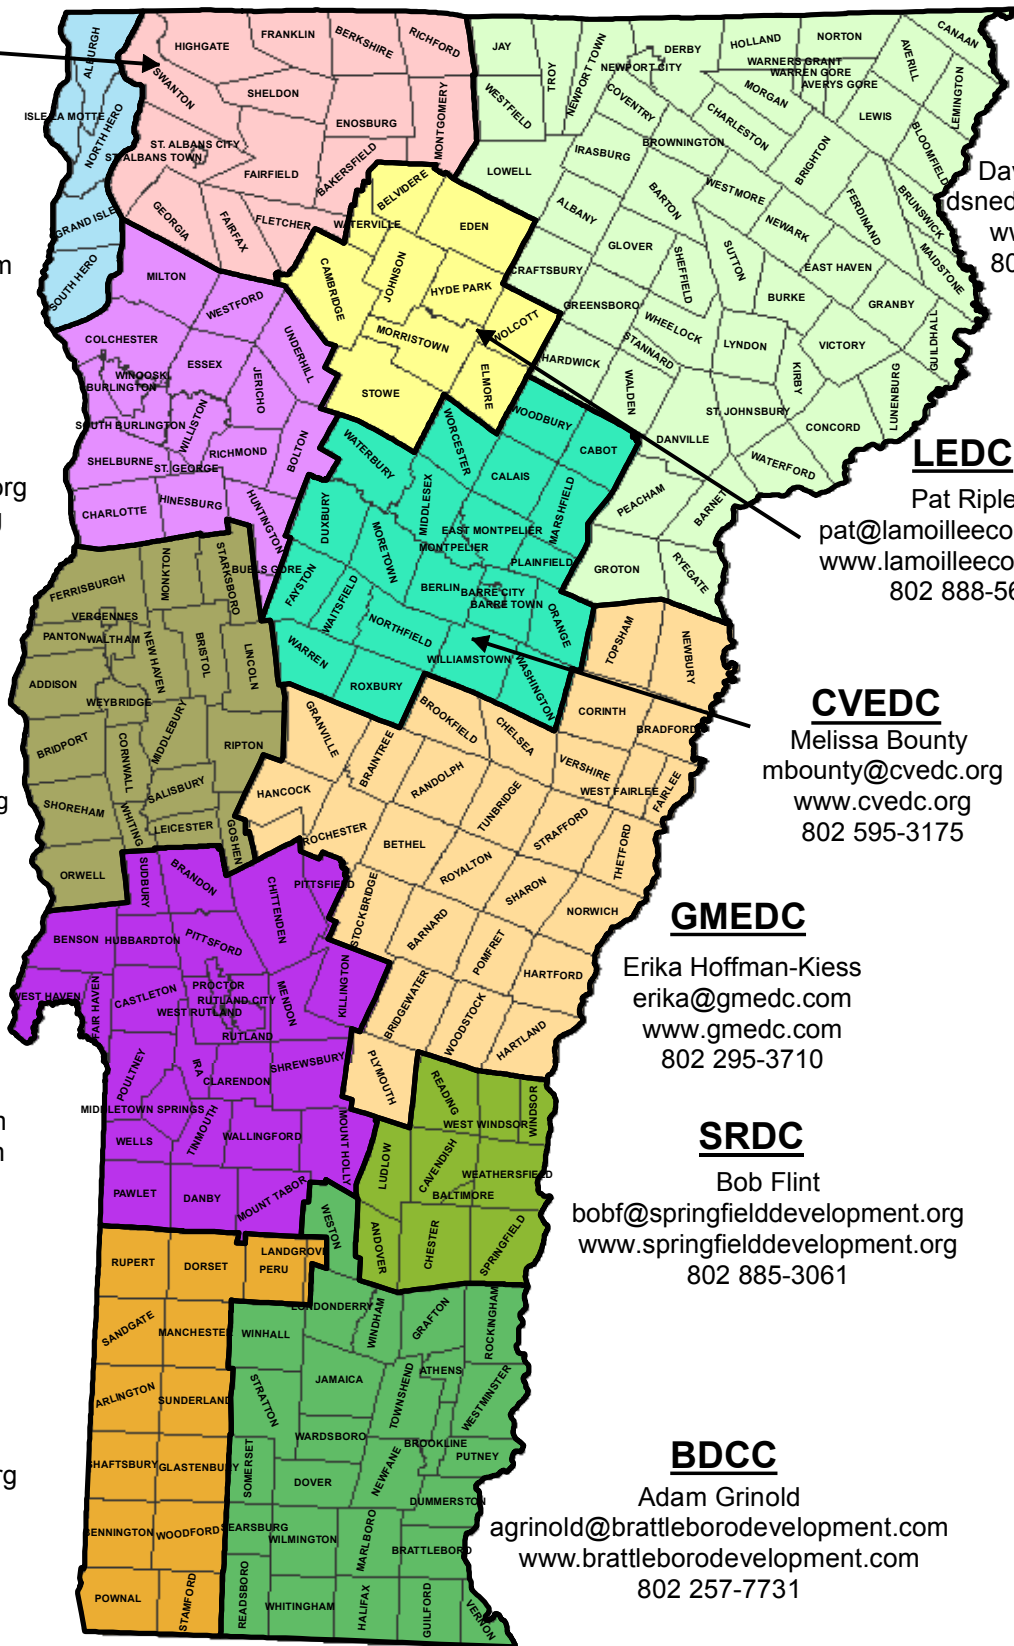 ALBURGH
HIGHGATE
FRANKLIN
BERKSHIRE
RICHFORD
JAY
TROY
NEWPORT TOWN
DERBY
NEWPORT CITY
HOLLAND
NORTON
WARNERS GRANT
WARREN GORE
AVERYS GORE
AVERILL
CANAAN
LEMINGTON
SWANTON
SHELDON
ISLE LA MOTTE
NORTH HERO
ENOSBURG
MONTGOMERY
WESTFIELD
COVENTRY
MORGAN
CHARLESTON
LEWIS
BLOOMFIELD
ST. ALBANS CITY
ST. ALBANS TOWN
FAIRFIELD
BAKERSFIELD
LOWELL
IRASBURG
BROWNINGTON
BRIGHTON
BRUNSWICK
GRAND ISLE
GEORGIA
FAIRFAX
FLETCHER
WATERVILLE
BELVIDERE
EDEN
ALBANY
BARTON
WESTMORE
NEWARK
FERDINAND
MAIDSTONE
SOUTH HERO
MILTON
WESTFORD
CAMBRIDGE
JOHNSON
HYDE PARK
CRAFTSBURY
GLOVER
SHEFFIELD
SUTTON
EAST HAVEN
GREENSBORO
BURKE
GRANBY
COLCHESTER
ESSEX
UNDERHILL
MORRISTOWN
WOLCOTT
WHEELOCK
STANNARD
LYNDON
VICTORY
GUILDHALL
WINOOSKI
BURLINGTON
JERICHO
STOWE
ELMORE
HARDWICK
WALDEN
KIRBY
LUNENBURG
SOUTH BURLINGTON
WILLISTON
RICHMOND
BOLTON
SHELBURNE
ST. GEORGE
WATERBURY
WORCESTER
WOODBURY
CABOT
DANVILLE
ST. JOHNSBURY
CONCORD
WATERFORD
CHARLOTTE
HINESBURG
HUNTINGTON
DUXBURY
MIDDLESEX
CALAIS
MARSHFIELD
PEACHAM
BARNET
BUELS GORE
MORETOWN
EAST MONTPELIER
MONTPELIER
PLAINFIELD
GROTON
RYEGATE
FERRISBURGH
MONKTON
STARKSBORO
FAYSTON
WAITSFIELD
BERLIN
BARRE CITY
BARRE TOWN
ORANGE
TOPSHAM
NEWBURY
VERGENNES
PANTON
WALTHAM
NEW HAVEN
BRISTOL
LINCOLN
WARREN
NORTHFIELD
WILLIAMSTOWN
WASHINGTON
ADDISON
WEYBRIDGE
MIDDLEBURY
ROXBURY
CORINTH
BRADFORD
BRIDPORT
CORNWALL
RIPTON
GRANVILLE
BRAINTREE
BROOKFIELD
CHELSEA
VERSHIRE
WEST FAIRLEE
FAIRLEE
SHOREHAM
WHITING
SALISBURY
LEICESTER
GOSHEN
HANCOCK
ROCHESTER
RANDOLPH
TUNBRIDGE
STRAFFORD
THETFORD
ORWELL
SUDBURY
BRANDON
CHITTENDEN
PITTSFIELD
BETHEL
ROYALTON
SHARON
NORWICH
BENSON
HUBBARDTON
PITTSFORD
STOCKBRIDGE
BARNARD
POMFRET
HARTFORD
WEST HAVEN
FAIR HAVEN
CASTLETON
PROCTOR
RUTLAND CITY
WEST RUTLAND
RUTLAND
MENDON
KILLINGTON
BRIDGEWATER
WOODSTOCK
HARTLAND
POULTNEY
IRA
CLARENDON
SHREWSBURY
PLYMOUTH
READING
WEST WINDSOR
WINDSOR
MIDDLETOWN SPRINGS
WELLS
TINMOUTH
WALLINGFORD
MOUNT HOLLY
LUDLOW
CAVENDISH
WEATHERSFIELD
BALTIMORE
PAWLET
DANBY
MOUNT TABOR
WESTON
ANDOVER
CHESTER
SPRINGFIELD
RUPERT
DORSET
LANDGROVE
PERU
LONDONDERRY
WINDHAM
GRAFTON
ROCKINGHAM
SANDGATE
MANCHESTER
WINHALL
JAMAICA
TOWNSHEND
ATHENS
WESTMINSTER
ARLINGTON
SUNDERLAND
STRATTON
WARDSBORO
BROOKLINE
PUTNEY
SHAFTSBURY
GLASTENBURY
SOMERSET
DOVER
NEWFANE
DUMMERSTON
BENNINGTON
WOODFORD
SEARSBURG
WILMINGTON
MARLBORO
BRATTLEBORO
POWNAL
STAMFORD
READSBORO
WHITINGHAM
HALIFAX
GUILFORD
VERNON
Dav
dsned
ww
80
m
org
g
g
m
n
rg
LEDC
Pat Riple
pat@lamoilleeco
www.lamoilleeco
802 888-56
CVEDC
Melissa Bounty
mbounty@cvedc.org
www.cvedc.org
802 595-3175
GMEDC
Erika Hoffman-Kiess
erika@gmedc.com
www.gmedc.com
802 295-3710
SRDC
Bob Flint
bobf@springfielddevelopment.org
www.springfielddevelopment.org
802 885-3061
BDCC
Adam Grinold
agrinold@brattleborodevelopment.com
www.brattleborodevelopment.com
802 257-7731